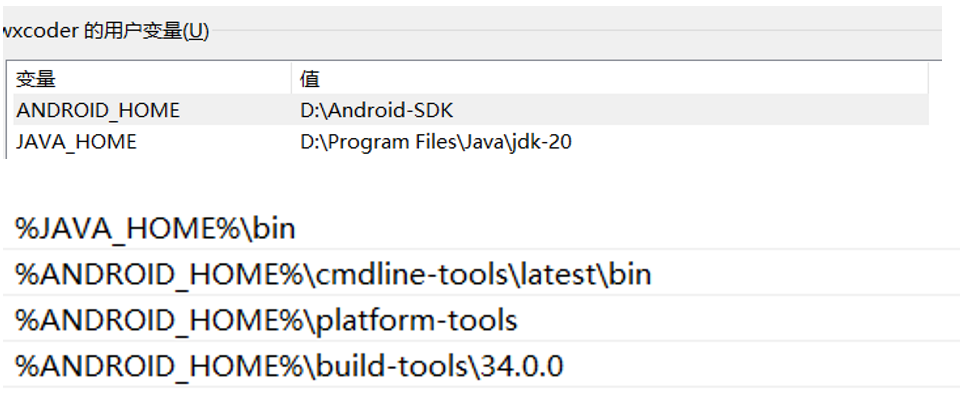 wxcoder 的用户变量(U)
变量 值
ANDROID_HOME D:\Android-SDK
JAVA_HOME D:\Program Files\Java\jdk-20
%JAVA_HOME%\bin
%ANDROID_HOME%\cmdline-tools\latest\bin
%ANDROID_HOME%\platform-tools
%ANDROID_HOME%\build-tools\34.0.0